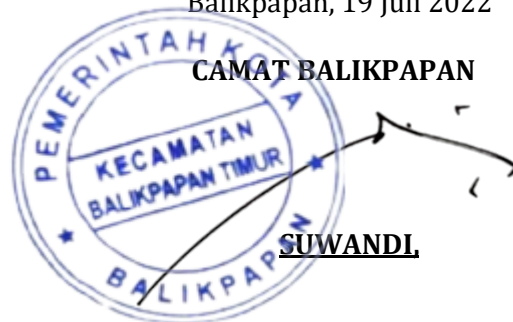 Balikpapan, 19 Juli 2022
CAMAT BALIKPAPAN
PEMERINTAH KOTA
KECAMATAN
BALIKPAPAN TIMUR
BALIKPAPAN
SUWANDI,